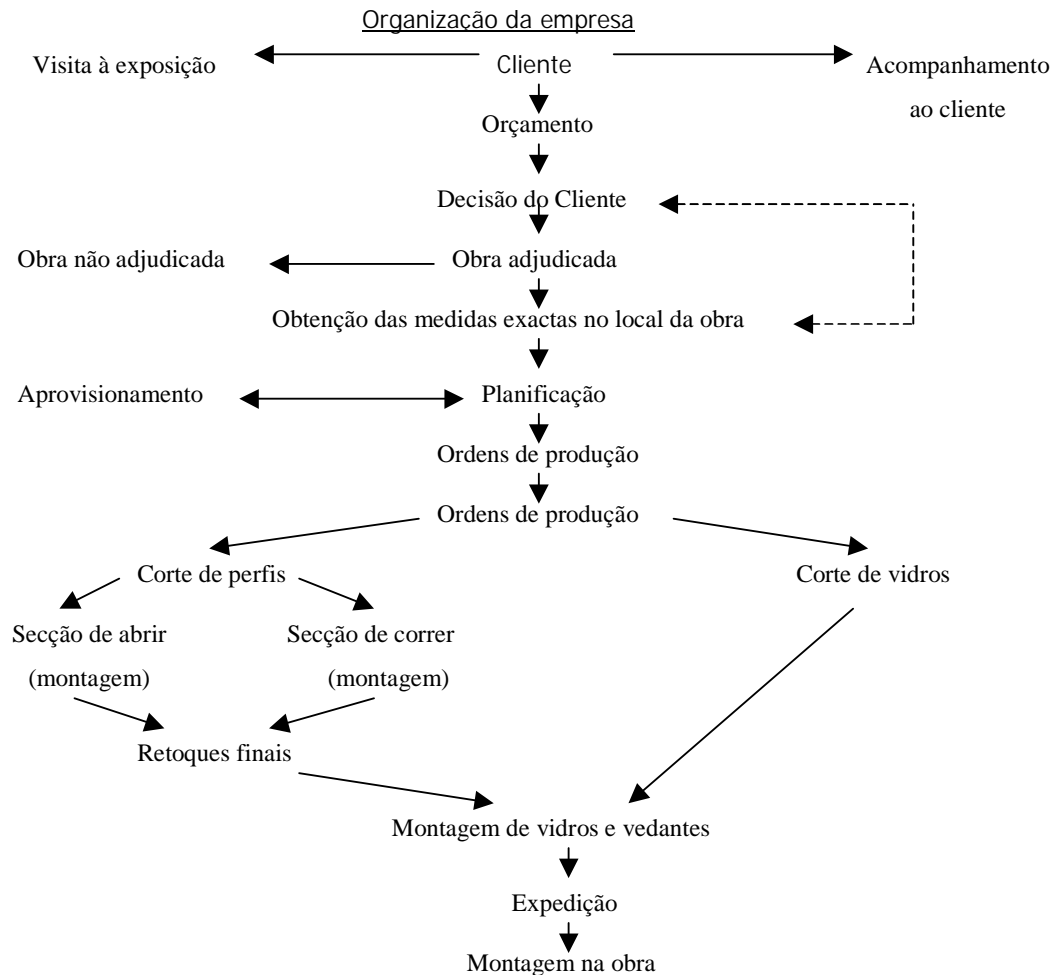 Organização da empresa
Visita à exposição
Cliente
Acompanhamento
ao cliente
Orçamento
Decisão do Cliente
Obra não adjudicada
Obra adjudicada
Obtenção das medidas exactas no local da obra
Aprovisionamento
Planificação
Ordens de produção
Ordens de produção
Corte de perfis
Corte de vidros
Secção de abrir
(montagem)
Secção de correr
(montagem)
Retoques finais
Montagem de vidros e vedantes
Expedição
Montagem na obra